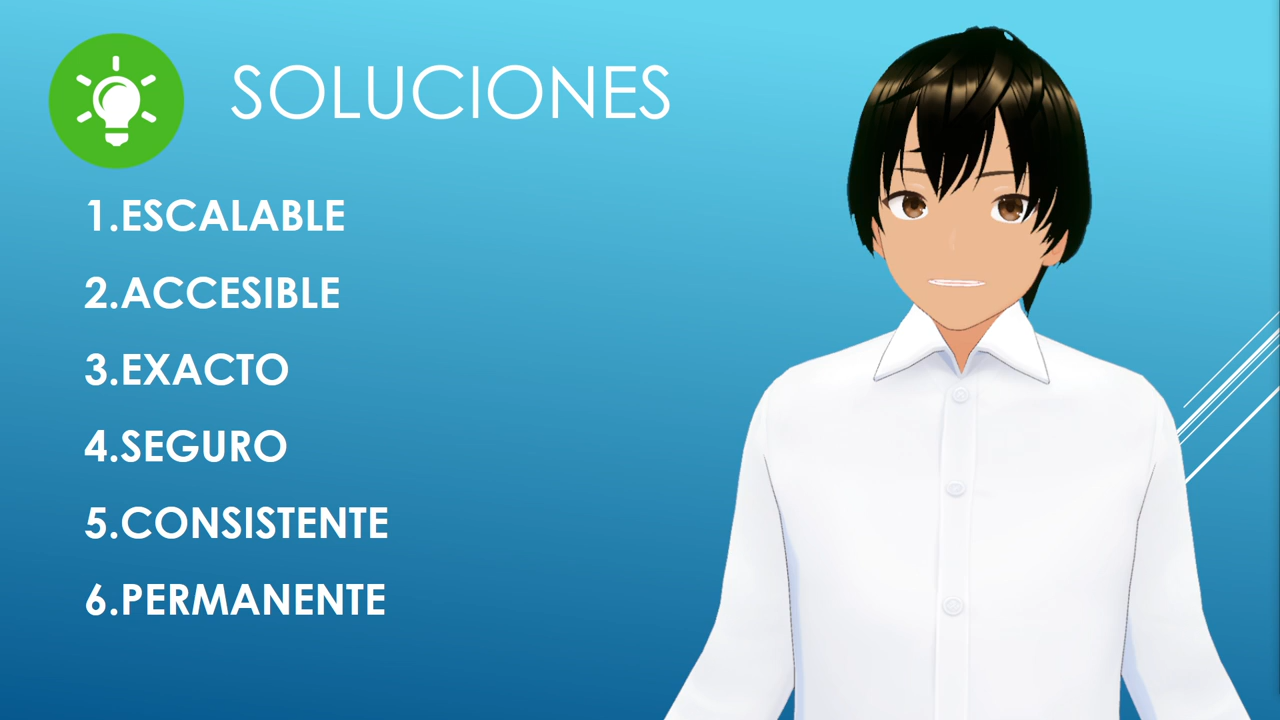 SOLUCIONES
1.ESCALABLE
2.ACCESIBLE
3.EXACTO
4.SEGURO
5.CONSISTENTE
6.PERMANENTE